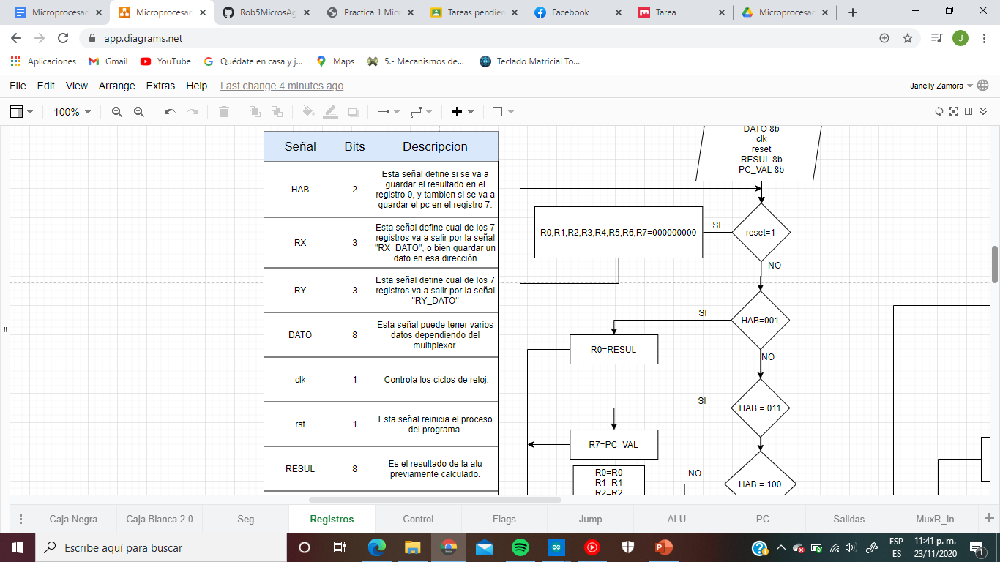 Microprocesad
Microprocesad
Rob5MicrosAg
Practica 1 Micr
Tareas pendien
Facebook
Tarea
Microprocesad
app.diagrams.net
J
Aplicaciones
Gmail
YouTube
Quédate en casa y j...
Maps
5.- Mecanismos de...
Teclado Matricial To...
File Edit View Arrange Extras Help Last change 4 minutes ago
Janelly Zamora
100%
Señal Bits Descripcion
HAB
2
Esta señal define si se va a
guardar el resultado en el
registro 0, y tambien si se va a
guardar el pc en el registro 7.
RX
3
Esta señal define cual de los 7
registros va a salir por la señal
"RX_DATO", o bien guardar un
dato en esa dirección
RY
3
Esta señal define cual de los 7
registros va a salir por la señal
"RY_DATO"
DATO
8
Esta señal puede tener varios
datos dependiendo del
multiplexor.
clk
1
Controla los ciclos de reloj.
rst
1
Esta señal reinicia el proceso
del programa.
RESUL
8
Es el resultado de la alu
previamente calculado.
DATO 8b
clk
reset
RESUL 8b
PC_VAL 8b
R0,R1,R2,R3,R4,R5,R6,R7=000000000
SI
reset=1
NO
SI
HAB=001
R0=RESUL
NO
SI
HAB = 011
R7=PC_VAL
R0=R0
R1=R1
R2=R2
NO
HAB = 100
Caja Negra
Caja Blanca 2.0
Seg
Registros
Control
Flags
Jump
ALU
PC
Salidas
MuxR_In
Escribe aquí para buscar
ESP
ES
11:41 p. m.
23/11/2020
1